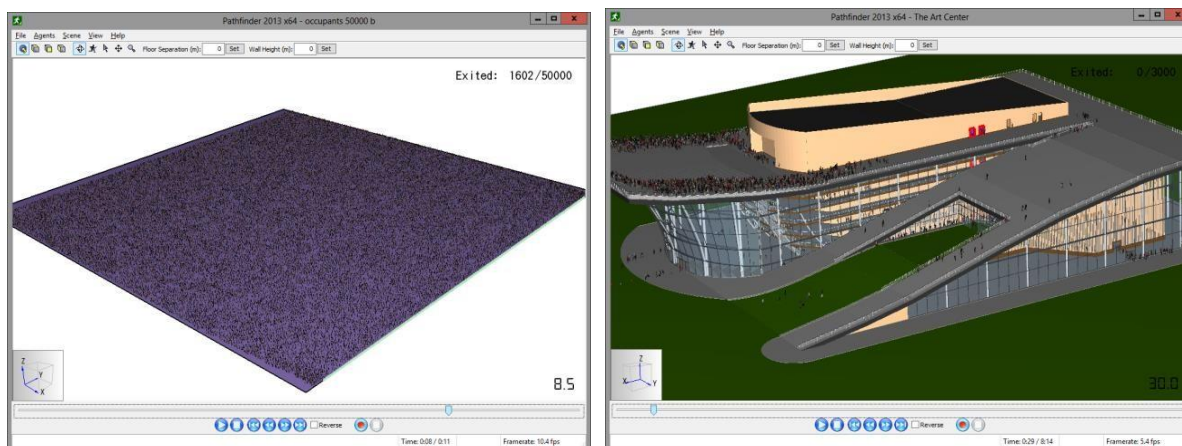 Pathfinder 2013 x64 - occupants 50000 b
File Agents Scene View Help
Floor Separation (m): 0 Set Wall Height (m): 0 Set
Exited: 1602/50000
Z
Y
X
8.5
Reverse
Time: 0:08 / 0:11 Framerate: 10.4 fps
Pathfinder 2013 x64 - The Art Center
File Agents Scene View Help
Floor Separation (m): 0 Set Wall Height (m): 0 Set
Exited: 0/3000
Z
X Y
30.0
Reverse
Time: 0:29 / 8:14 Framerate: 5.4 fps